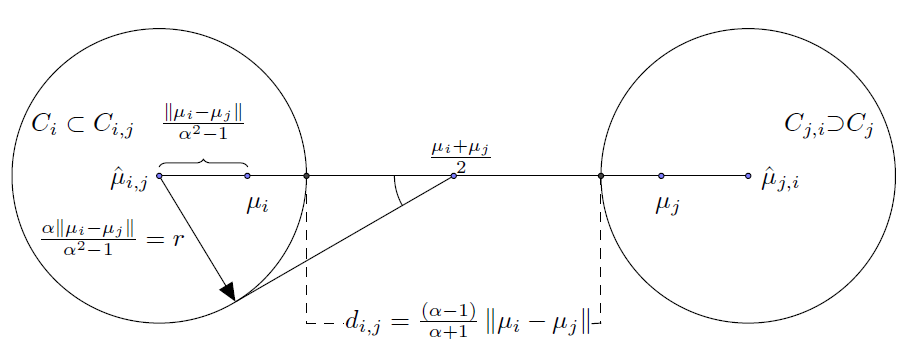 C_i ⊂ C_{i,j}
‖μ_i−μ_j‖/(α²−1)
C_{j,i}⊃C_j
(μ_i+μ_j)/2
μ̂_{i,j}
μ_i
μ_j
μ̂_{j,i}
α‖μ_i−μ_j‖/(α²−1) = r
d_{i,j} = (α−1)/(α+1) ‖μ_i − μ_j‖